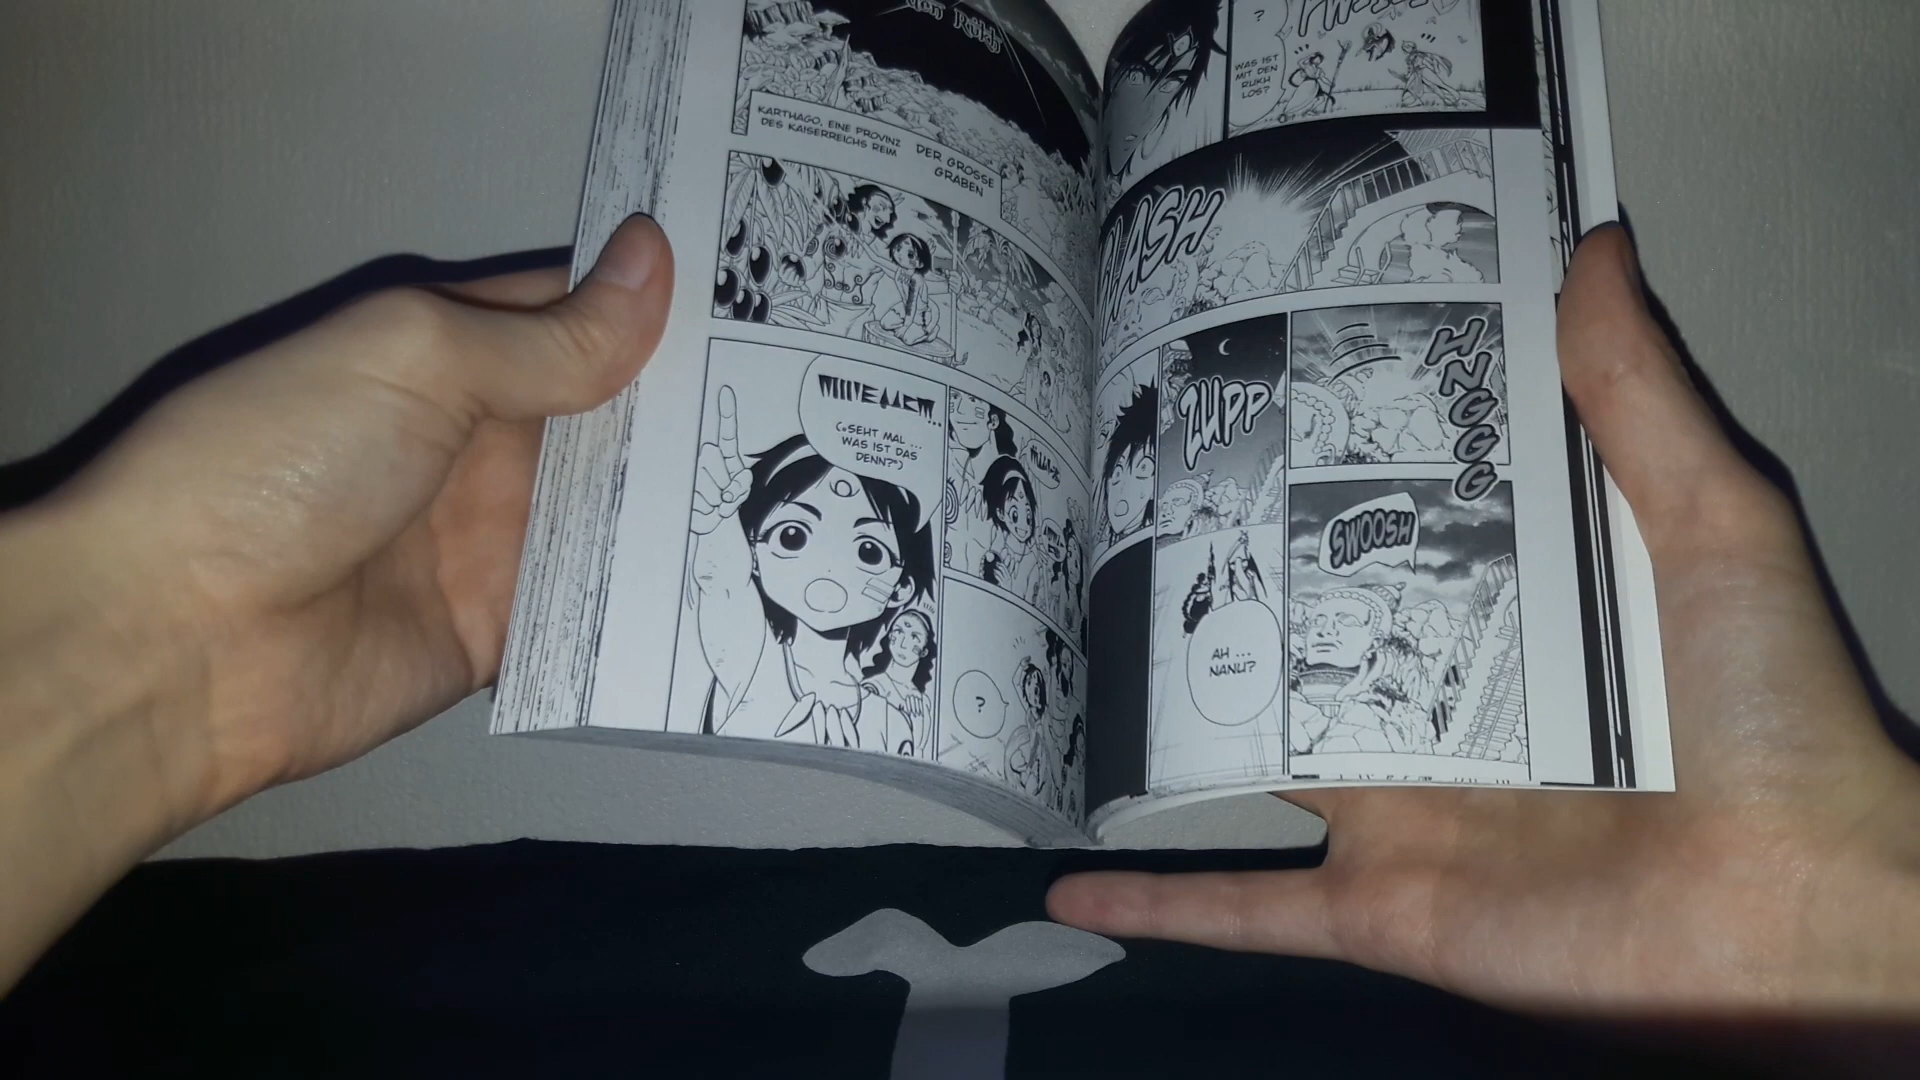 KARTHAGO, EINE PROVINZ
DES KAISERREICHS REIM
DER GROSSE
GRABEN
(»SEHT MAL ...
WAS IST DAS
DENN?«)
?
?
WAS IST
MIT DEN
RUKH
LOS?
ZUPP
HNGGG
AH ...
NANU?
SWOOSH